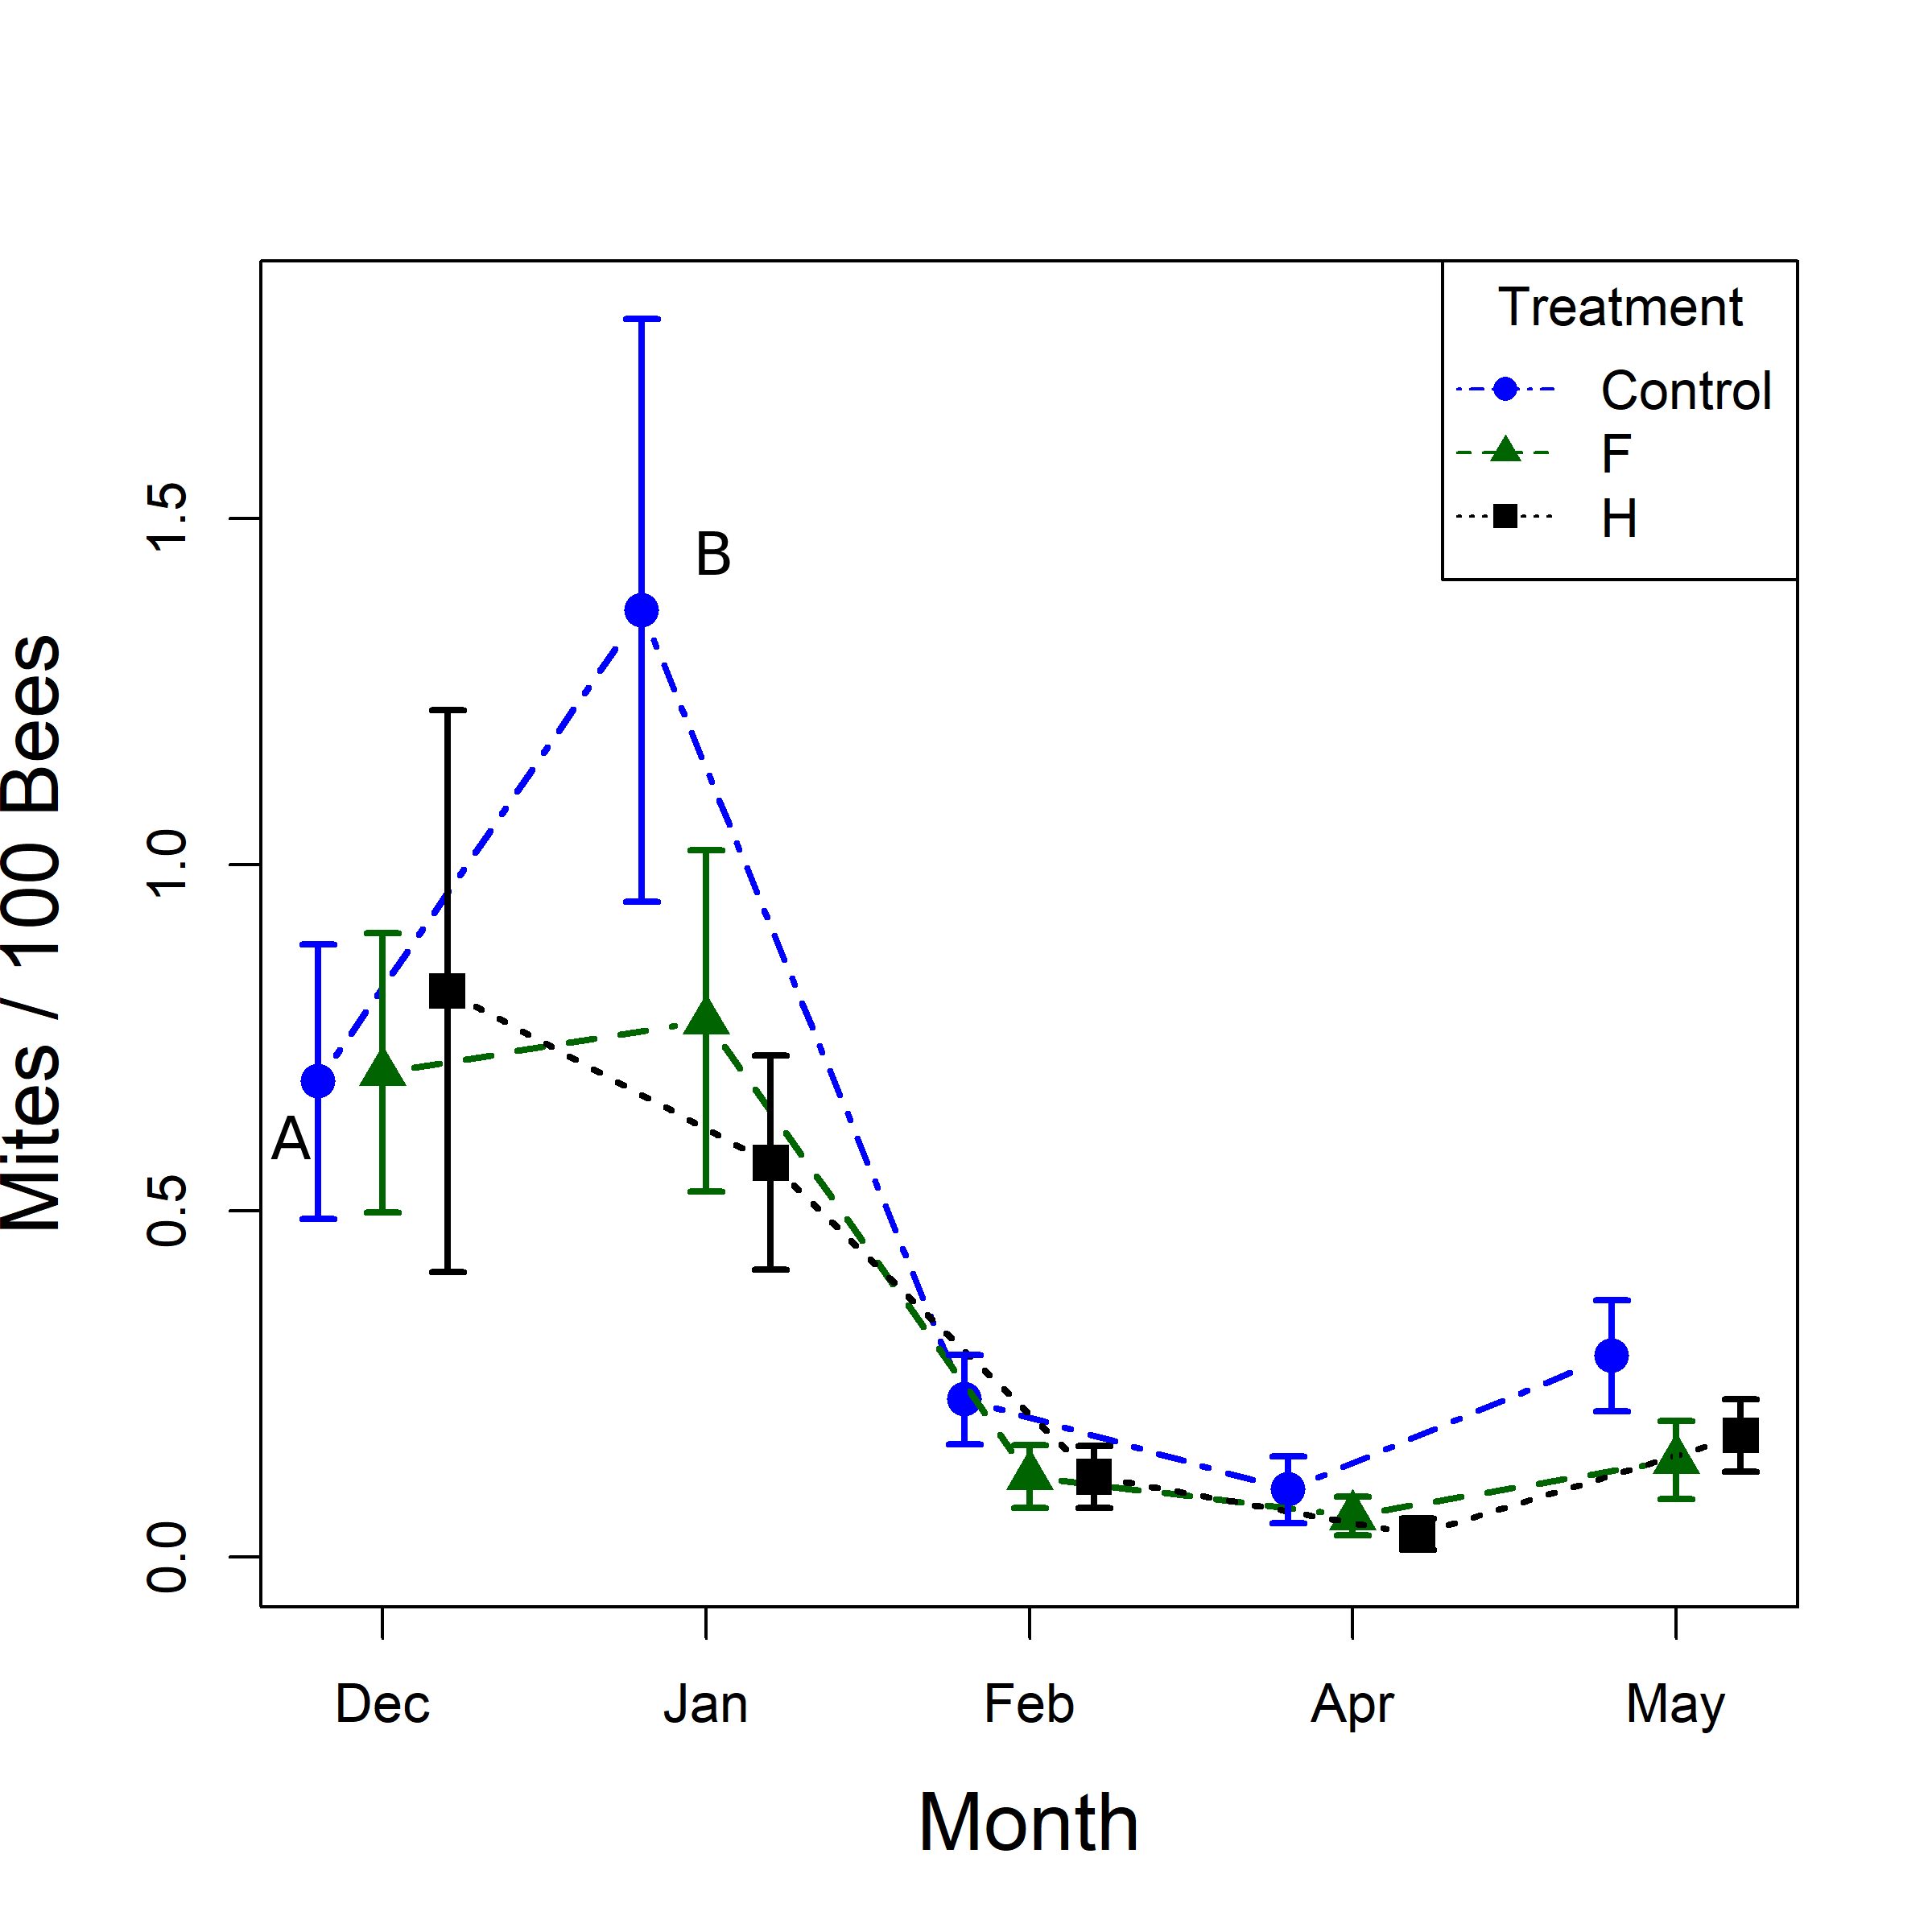 Treatment
Control
F
H
B
A
Mites / 100 Bees
1.5
1.0
0.5
0.0
Dec Jan Feb Apr May
Month